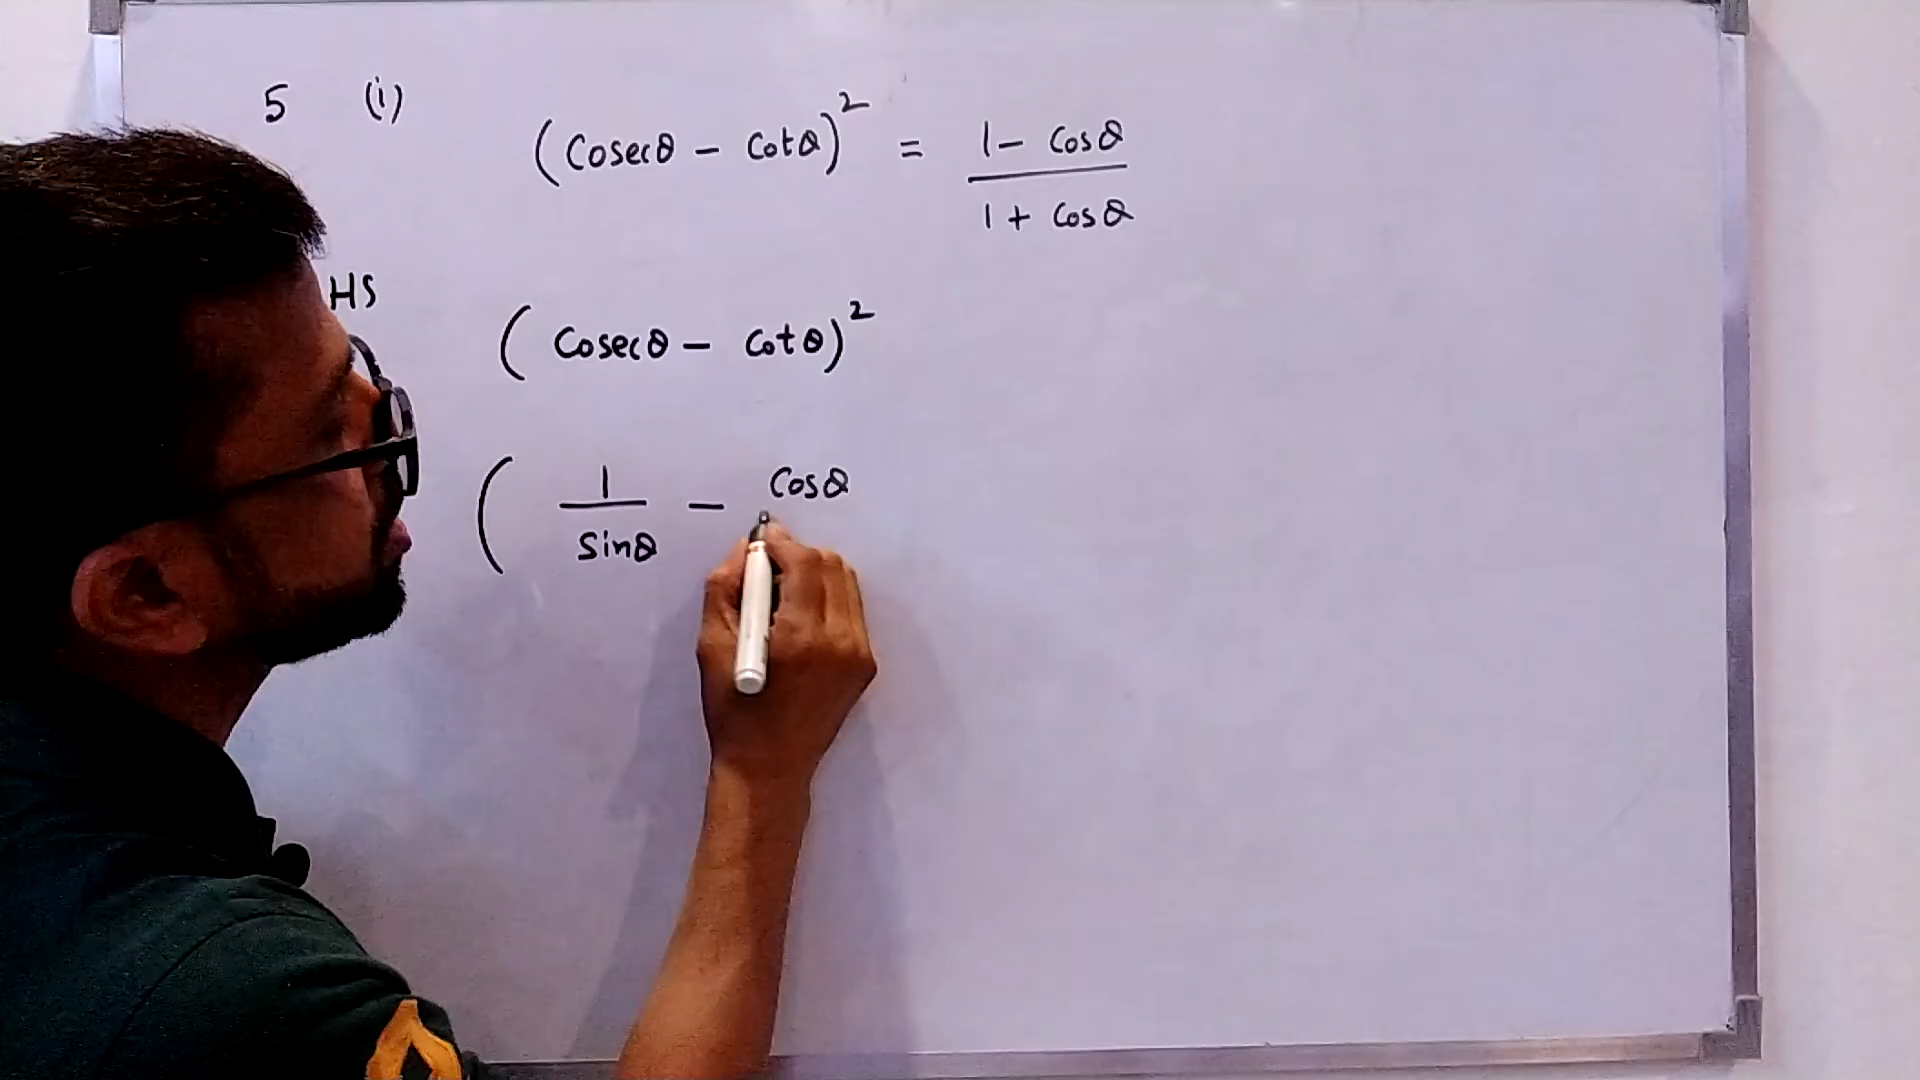 5 (i) (Cosecθ - Cotθ)² = (1 - Cosθ)/(1 + Cosθ)
HS (Cosecθ - Cotθ)²
( 1/Sinθ - Cosθ